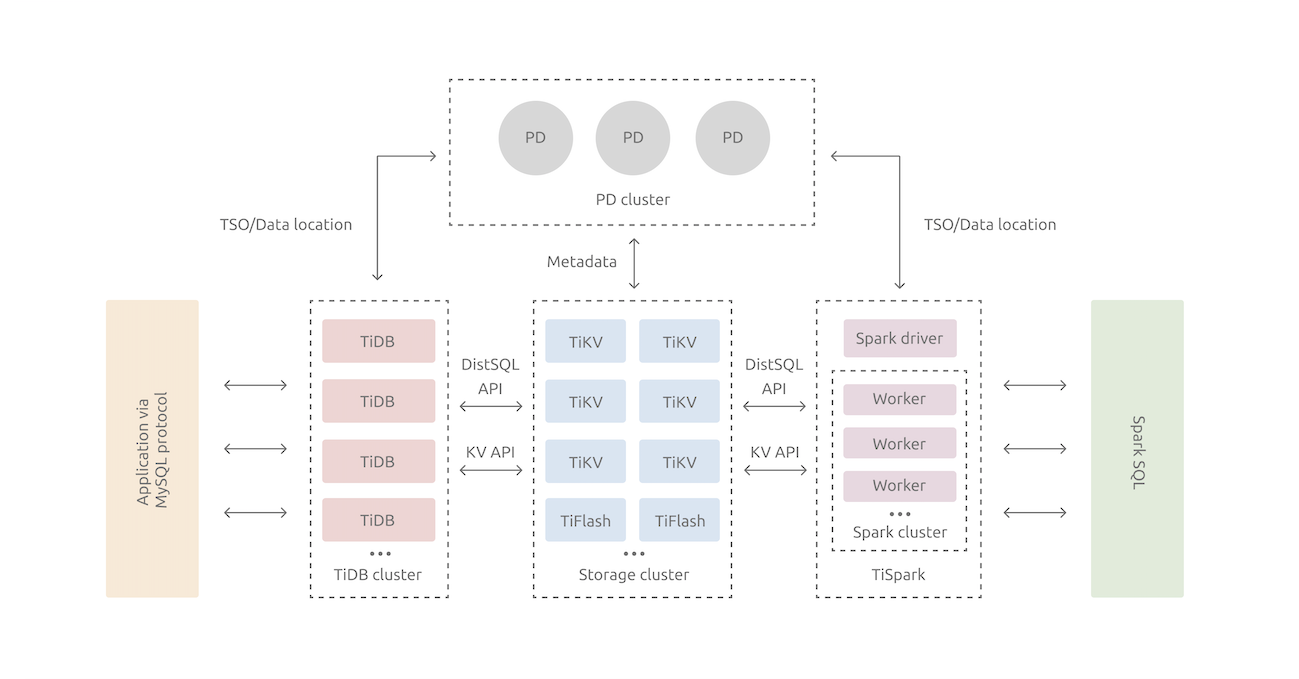 PD
PD
PD
PD cluster
TSO/Data location
TSO/Data location
Metadata
Application via
MySQL protocol
TiDB
TiDB
TiDB
TiDB
TiDB cluster
DistSQL
API
KV API
TiKV
TiKV
TiKV
TiKV
TiKV
TiKV
TiFlash
TiFlash
Storage cluster
DistSQL
API
KV API
Spark driver
Worker
Worker
Worker
Spark cluster
TiSpark
Spark SQL